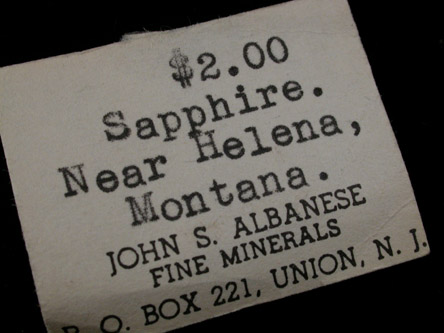 $2.00
Sapphire.
Near Helena,
Montana.
JOHN S. ALBANESE
FINE MINERALS
P. O. BOX 221, UNION, N. J.